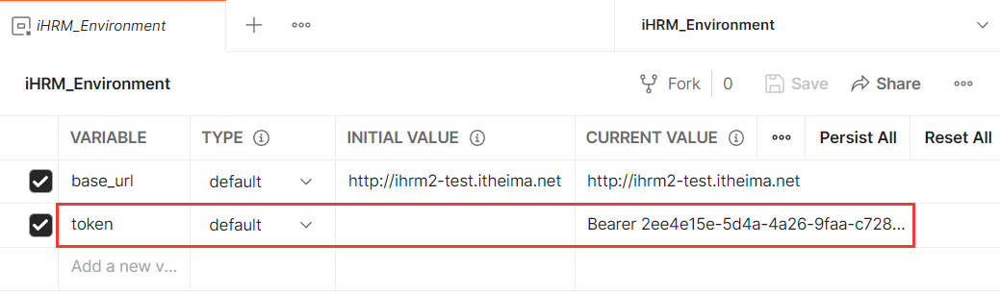 iHRM_Environment
iHRM_Environment
iHRM_Environment Fork 0 Save Share
VARIABLE TYPE INITIAL VALUE CURRENT VALUE Persist All Reset All
base_url default http://ihrm2-test.itheima.net http://ihrm2-test.itheima.net
token default Bearer 2ee4e15e-5d4a-4a26-9faa-c728...
Add a new v...